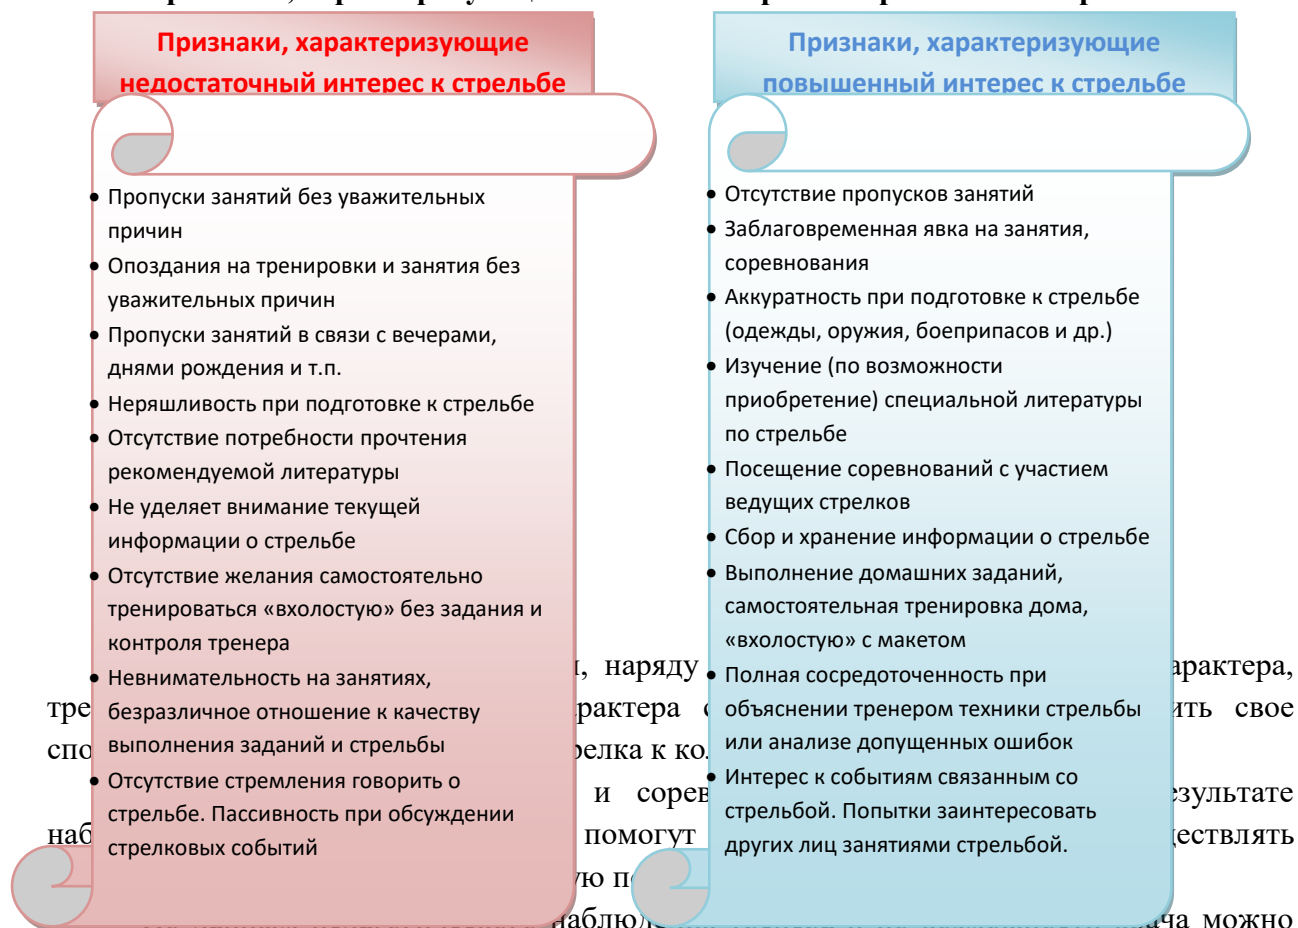 Признаки, характеризующие
недостаточный интерес к стрельбе
Пропуски занятий без уважительных
причин
Опоздания на тренировки и занятия без
уважительных причин
Пропуски занятий в связи с вечерами,
днями рождения и т.п.
Неряшливость при подготовке к стрельбе
Отсутствие потребности прочтения
рекомендуемой литературы
Не уделяет внимание текущей
информации о стрельбе
Отсутствие желания самостоятельно
тренироваться «вхолостую» без задания и
контроля тренера
Невнимательность на занятиях,
безразличное отношение к качеству
выполнения заданий и стрельбы
Отсутствие стремления говорить о
стрельбе. Пассивность при обсуждении
стрелковых событий
Признаки, характеризующие
повышенный интерес к стрельбе
Отсутствие пропусков занятий
Заблаговременная явка на занятия,
соревнования
Аккуратность при подготовке к стрельбе
(одежды, оружия, боеприпасов и др.)
Изучение (по возможности
приобретение) специальной литературы
по стрельбе
Посещение соревнований с участием
ведущих стрелков
Сбор и хранение информации о стрельбе
Выполнение домашних заданий,
самостоятельная тренировка дома,
«вхолостую» с макетом
Полная сосредоточенность при
объяснении тренером техники стрельбы
или анализе допущенных ошибок
Интерес к событиям связанным со
стрельбой. Попытки заинтересовать
других лиц занятиями стрельбой.
наряду
свое
и
помогут
можно